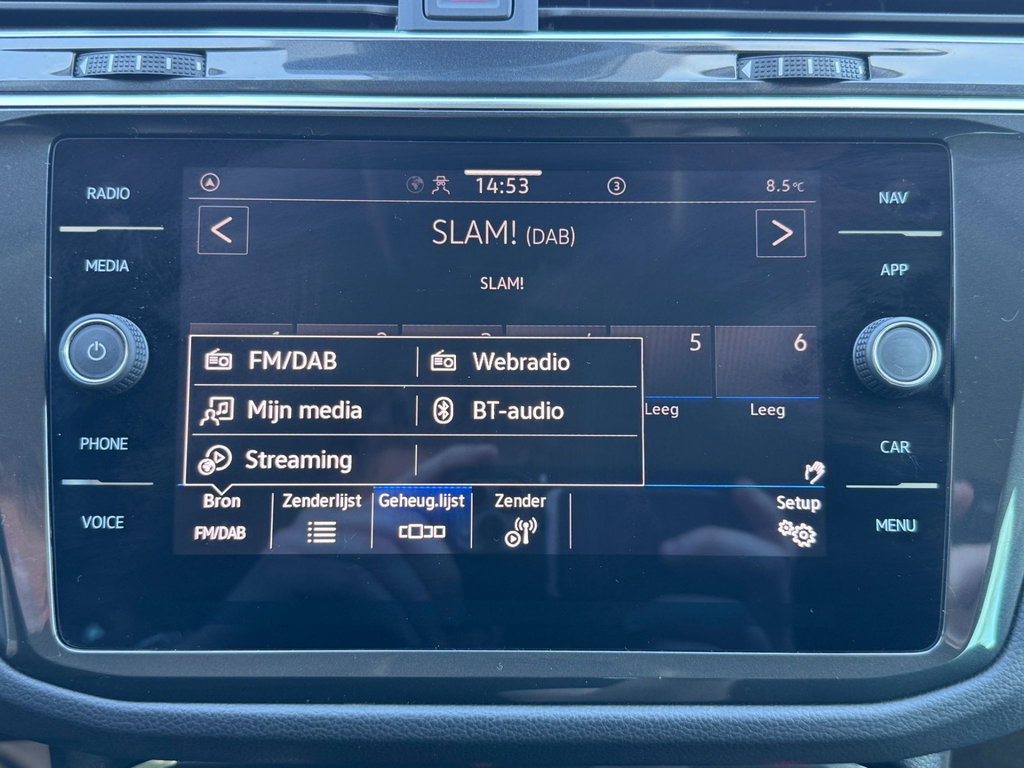 RADIO
MEDIA
PHONE
VOICE
14:53
3
8.5°C
<
SLAM! (DAB)
>
SLAM!
5
6
FM/DAB
Webradio
Mijn media
BT-audio
Streaming
Leeg
Leeg
Bron
FM/DAB
Zenderlijst
Geheug.lijst
Zender
Setup
NAV
APP
CAR
MENU